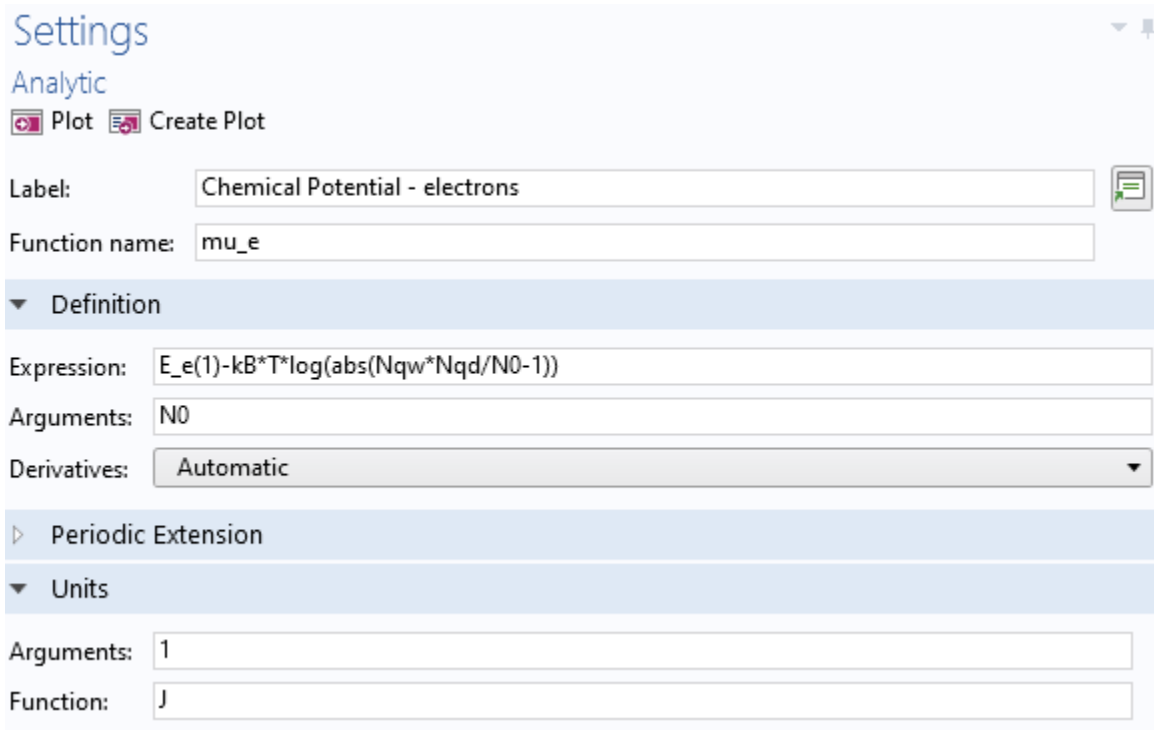 Settings
Analytic
Plot Create Plot
Label: Chemical Potential - electrons
Function name: mu_e
Definition
Expression: E_e(1)-kB*T*log(abs(Nqw*Nqd/N0-1))
Arguments: N0
Derivatives: Automatic
Periodic Extension
Units
Arguments: 1
Function: J